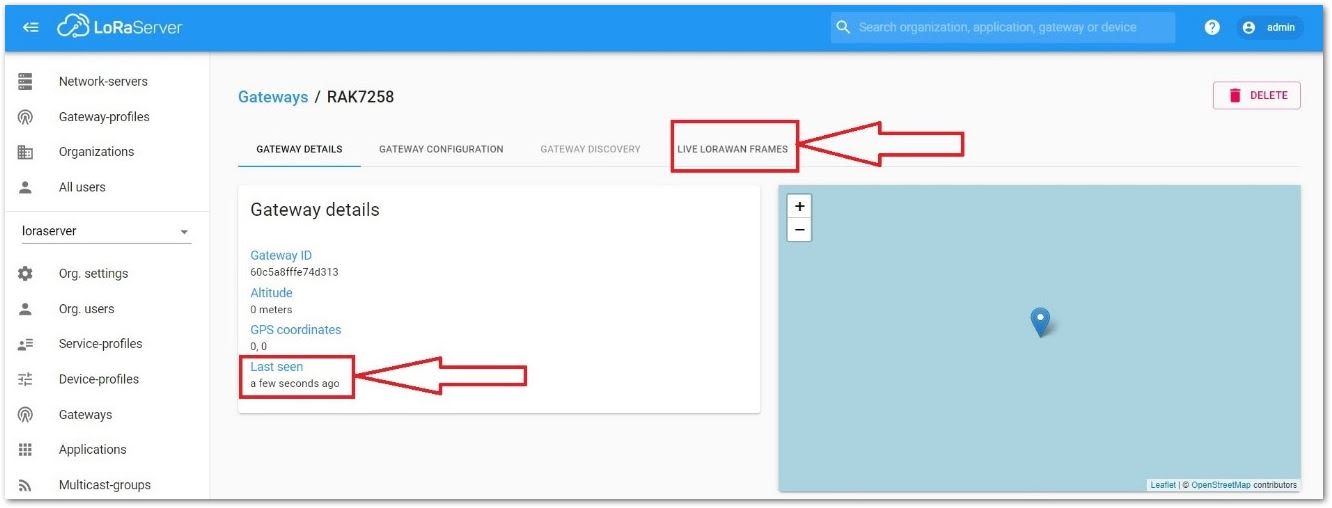 LoRaServer
Search organization, application, gateway or device
? admin
Network-servers
Gateway-profiles
Organizations
All users
loraserver
Org. settings
Org. users
Service-profiles
Device-profiles
Gateways
Applications
Multicast-groups
Gateways / RAK7258
DELETE
GATEWAY DETAILS GATEWAY CONFIGURATION GATEWAY DISCOVERY LIVE LORAWAN FRAMES
Gateway details
Gateway ID
60c5a8fffe74d313
Altitude
0 meters
GPS coordinates
0, 0
Last seen
a few seconds ago
+
−
Leaflet | © OpenStreetMap contributors